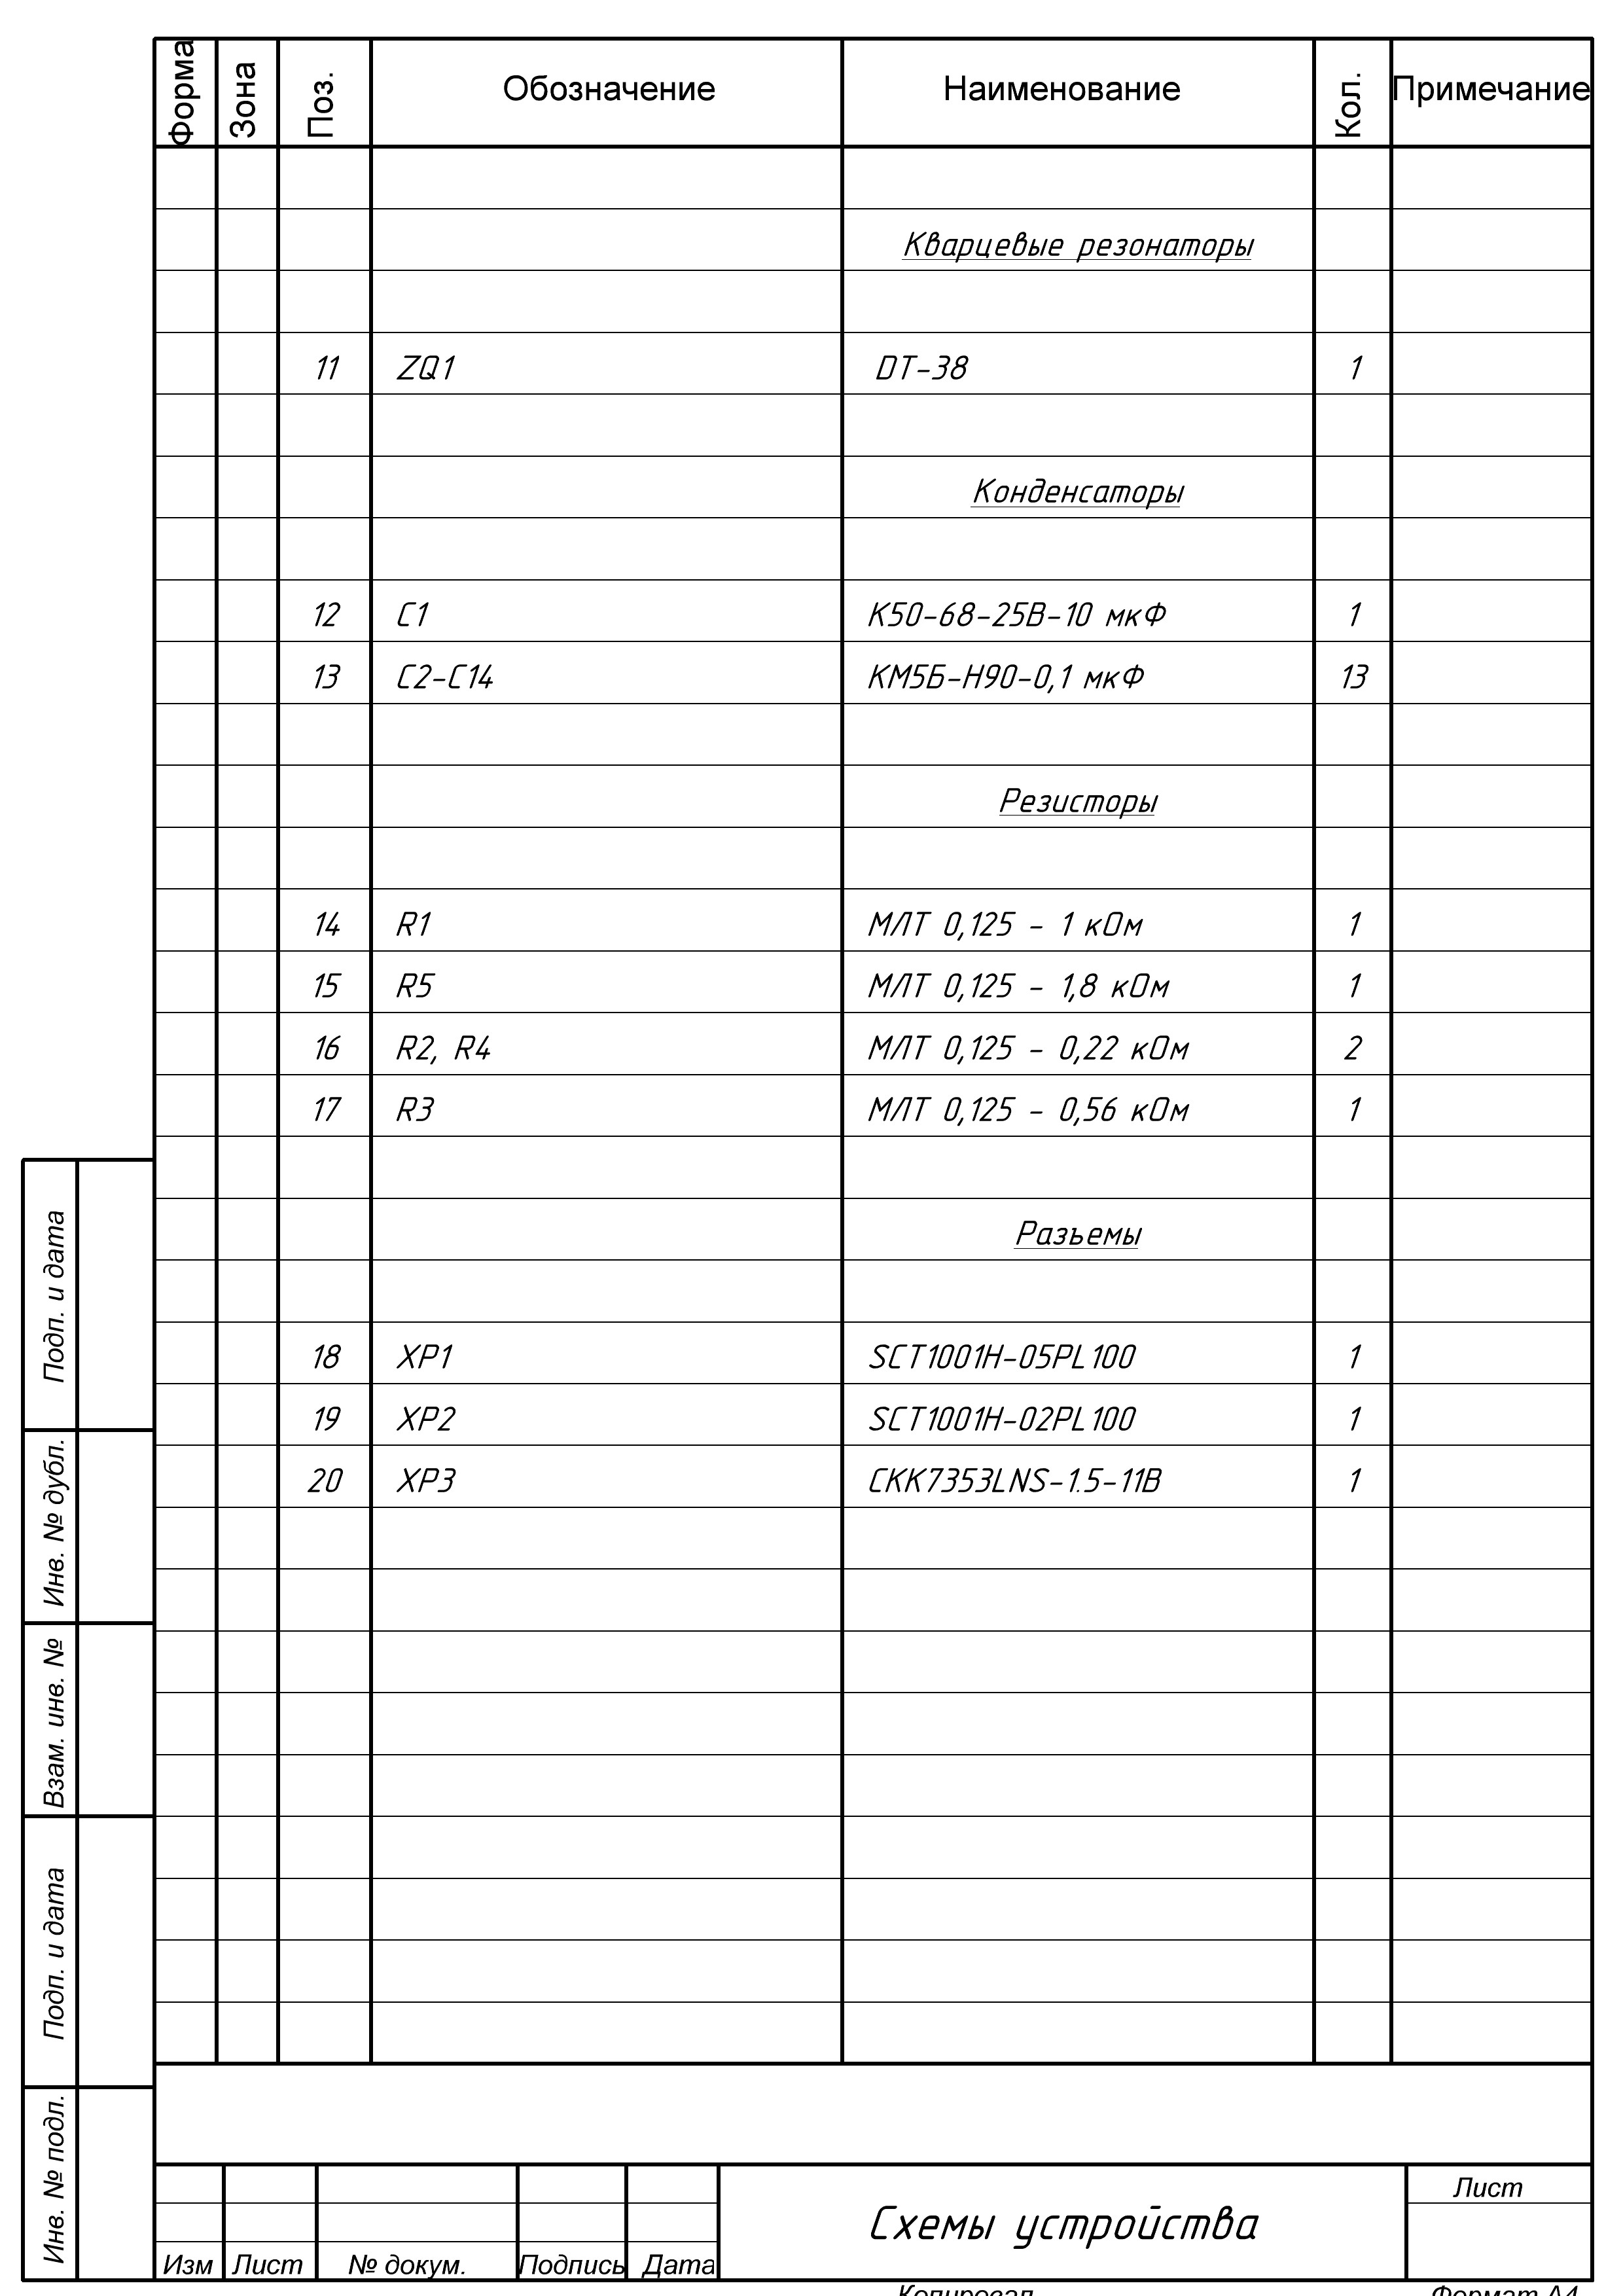 Форма Зона Поз. Обозначение Наименование Кол. Примечание
Кварцевые резонаторы
11 ZQ1 DT-38 1
Конденсаторы
12 C1 К50-68-25В-10 мкФ 1
13 C2-C14 КМ5Б-Н90-0,1 мкФ 13
Резисторы
14 R1 МЛТ 0,125 - 1 кОм 1
15 R5 МЛТ 0,125 - 1,8 кОм 1
16 R2, R4 МЛТ 0,125 - 0,22 кОм 2
17 R3 МЛТ 0,125 - 0,56 кОм 1
Разьемы
18 XP1 SCT1001H-05PL100 1
19 XP2 SCT1001H-02PL100 1
20 XP3 CKK7353LNS-1.5-11B 1
Подп. и дата
Инв. № дубл.
Взам. инв. №
Подп. и дата
Инв. № подл.
Изм Лист № докум. Подпись Дата
Схемы устройства
Лист
Копировал
Формат А4